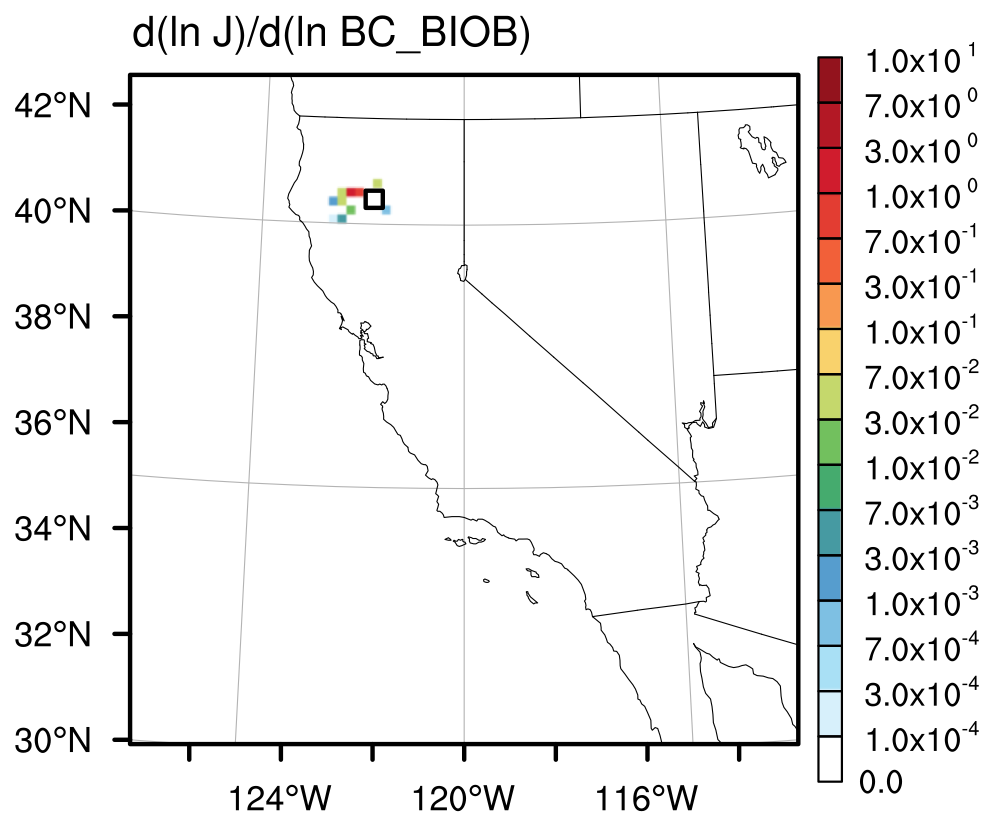 d(ln J)/d(ln BC_BIOB)
42°N
40°N
38°N
36°N
34°N
32°N
30°N
124°W 120°W 116°W
1.0x10^1
7.0x10^0
3.0x10^0
1.0x10^0
7.0x10^-1
3.0x10^-1
1.0x10^-1
7.0x10^-2
3.0x10^-2
1.0x10^-2
7.0x10^-3
3.0x10^-3
1.0x10^-3
7.0x10^-4
3.0x10^-4
1.0x10^-4
0.0